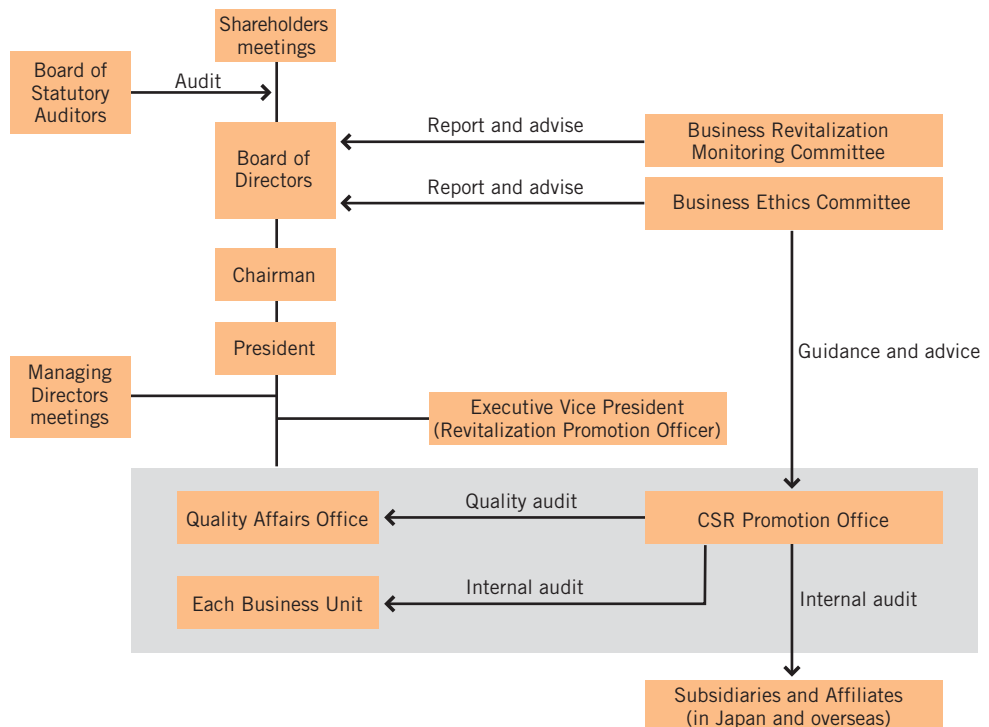 Shareholders
meetings
Board of
Statutory
Auditors
Audit
Board of
Directors
Report and advise
Business Revitalization
Monitoring Committee
Report and advise
Business Ethics Committee
Chairman
President
Guidance and advice
Managing
Directors
meetings
Executive Vice President
(Revitalization Promotion Officer)
Quality Affairs Office
Quality audit
CSR Promotion Office
Each Business Unit
Internal audit
Internal audit
Subsidiaries and Affiliates
(in Japan and overseas)